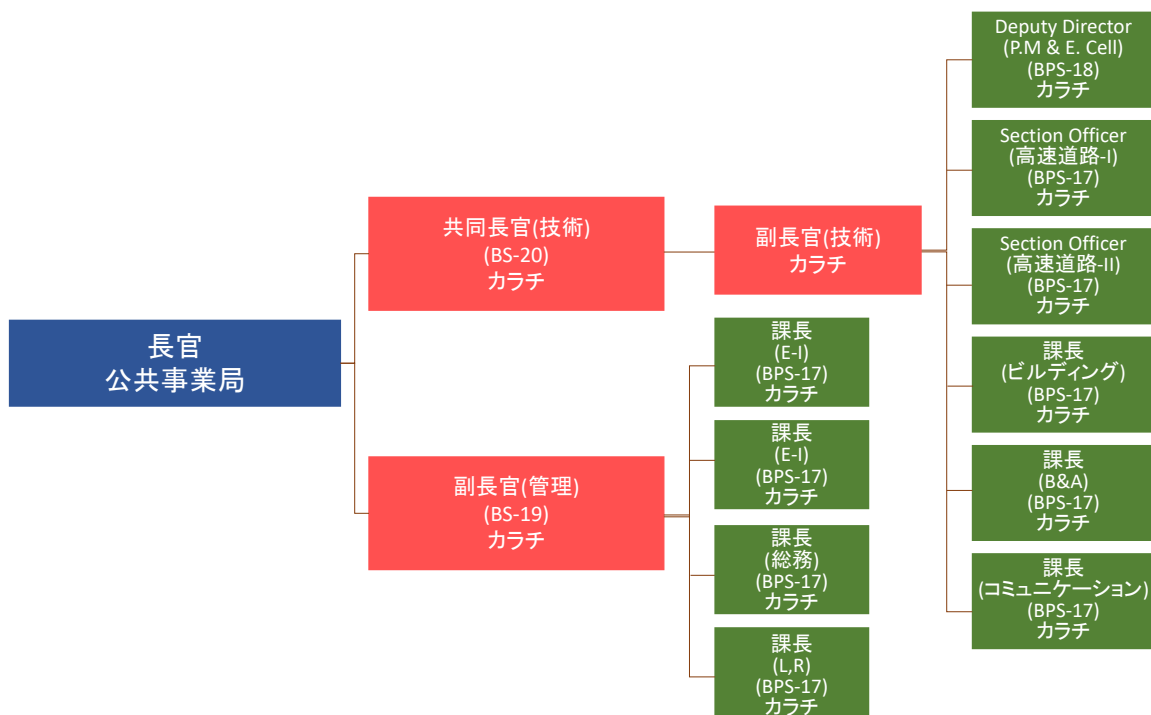 長官
公共事業局
共同長官(技術)
(BS-20)
カラチ
副長官(技術)
カラチ
Deputy Director
(P.M & E. Cell)
(BPS-18)
カラチ
Section Officer
(高速道路-I)
(BPS-17)
カラチ
Section Officer
(高速道路-II)
(BPS-17)
カラチ
課長
(ビルディング)
(BPS-17)
カラチ
課長
(B&A)
(BPS-17)
カラチ
課長
(コミュニケーション)
(BPS-17)
カラチ
副長官(管理)
(BS-19)
カラチ
課長
(E-I)
(BPS-17)
カラチ
課長
(E-I)
(BPS-17)
カラチ
課長
(総務)
(BPS-17)
カラチ
課長
(L,R)
(BPS-17)
カラチ